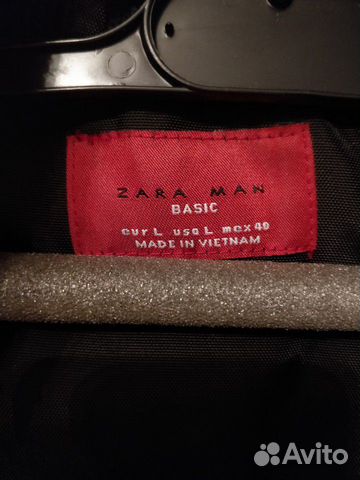 ZARA MAN
BASIC
eur L usa L mex 40
MADE IN VIETNAM
Avito